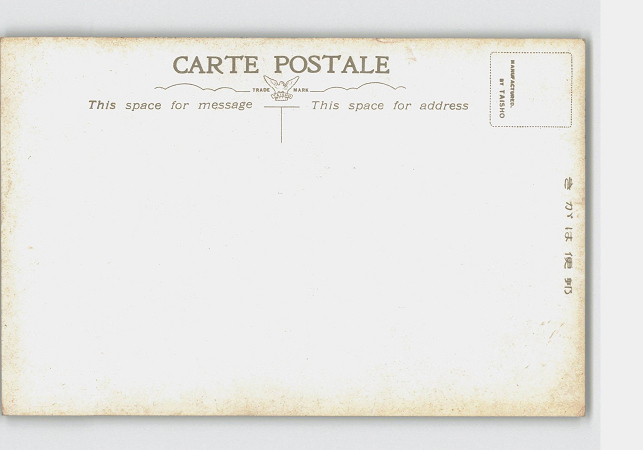 CARTE POSTALE
TRADE MARK
This space for message
This space for address
MANUFACTURED.
BY TAISHO
きがは便郵